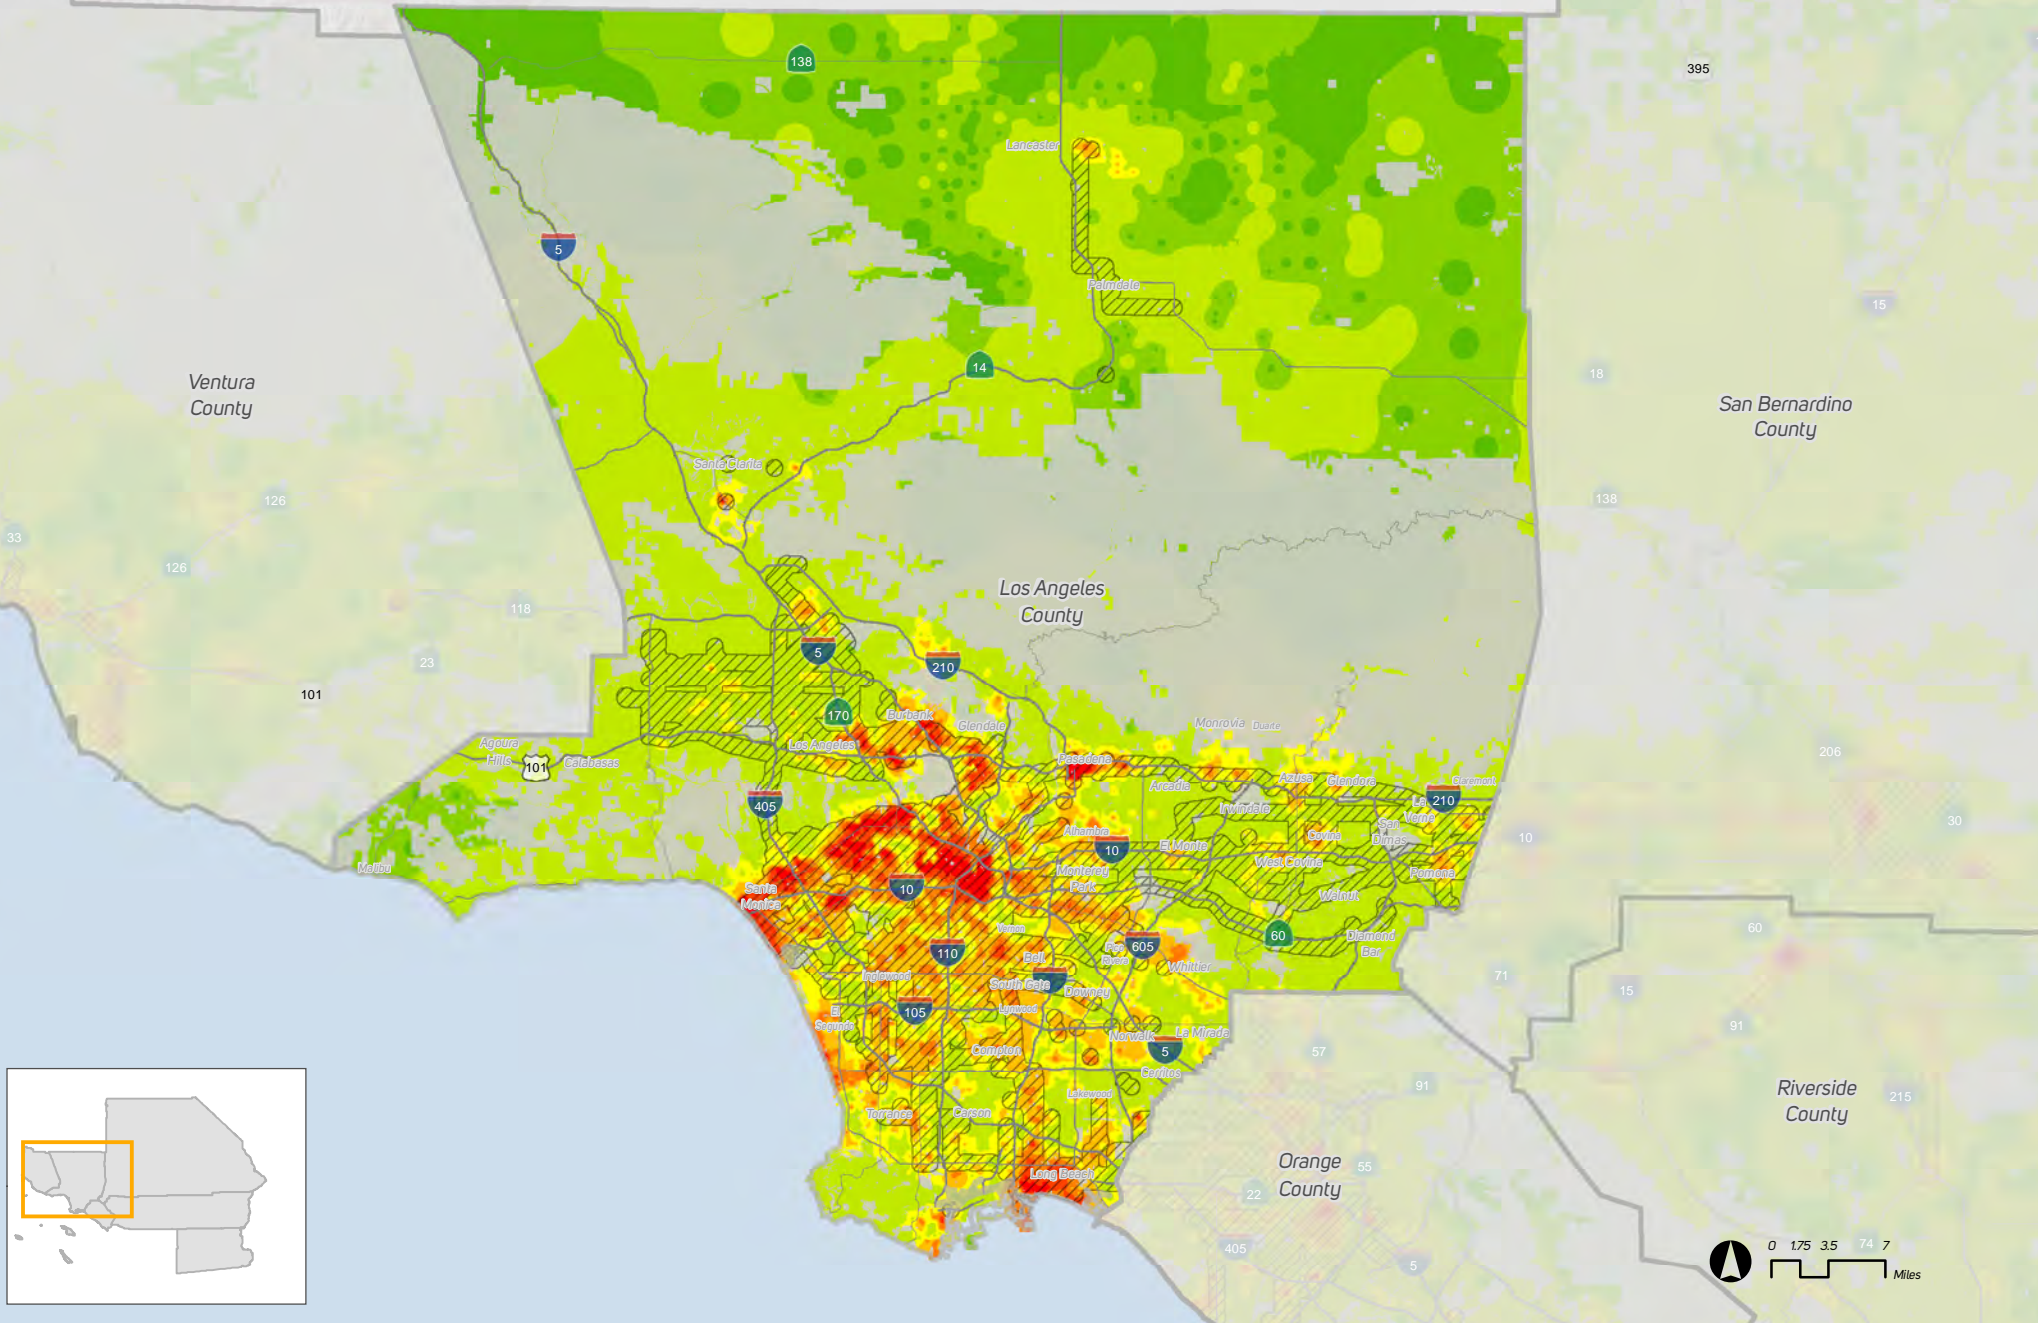 138
395
Lancaster
5
15
Palmdale
14
18
Ventura
County
San Bernardino
County
Santa Clarita
126
138
33
126
Los Angeles
County
118
5
23
210
101
170
Burbank
Glendale
Monrovia
Duarte
Agoura
Hills
101
Calabasas
Los Angeles
Pasadena
Arcadia
Azusa
Glendora
Claremont
206
405
Irwindale
La
Verne
210
San
Dimas
30
10
Alhambra
10
El Monte
Covina
West Covina
Malibu
Santa
Monica
10
Monterey
Park
Walnut
Pomona
Vernon
60
Diamond
Bar
60
110
Bell
Pico
Rivera
605
Whittier
71
Inglewood
South Gate
Downey
15
El
Segundo
105
Lynwood
Norwalk
La Mirada
91
Compton
5
57
Cerritos
91
Riverside
County
215
Torrance
Carson
Lakewood
Long Beach
Orange
County
55
22
405
5
74
0 1.75 3.5 7
Miles